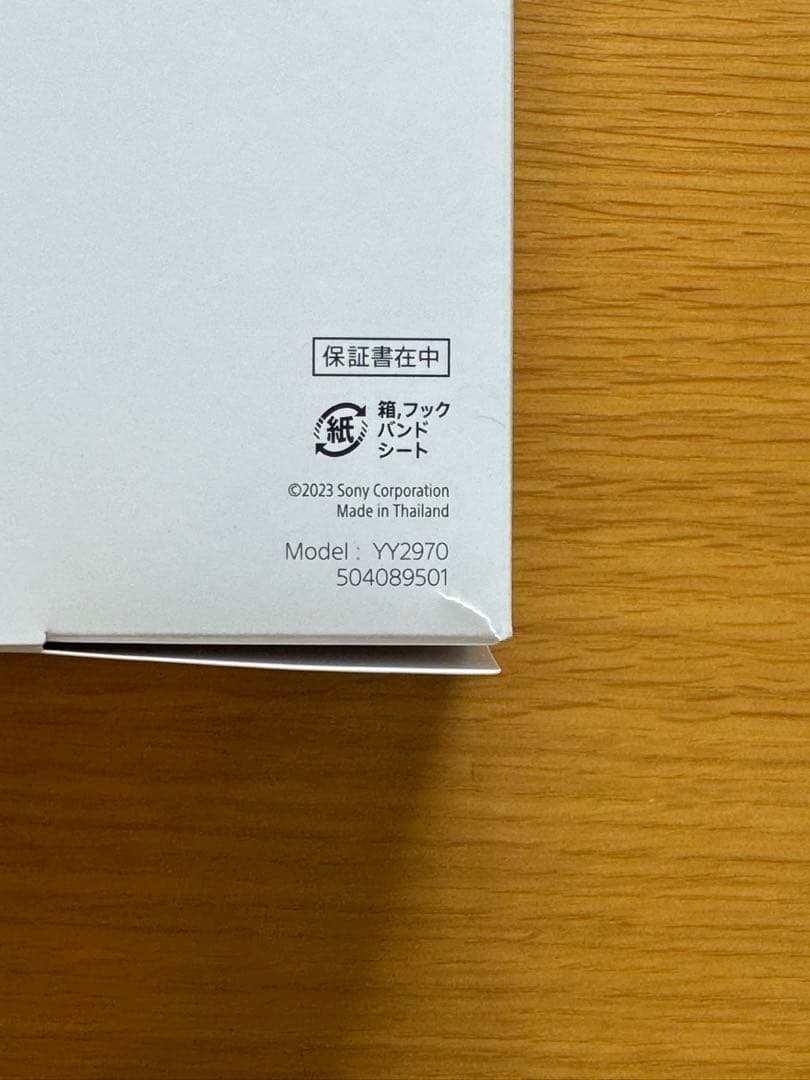 保証書在中
紙
箱,フック
バンド
シート
©2023 Sony Corporation
Made in Thailand
Model : YY2970
504089501